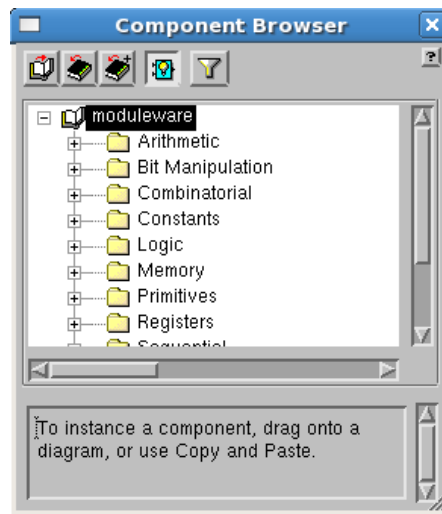 Component Browser
?
moduleware
Arithmetic
Bit Manipulation
Combinatorial
Constants
Logic
Memory
Primitives
Registers
Sequential
To instance a component, drag onto a
diagram, or use Copy and Paste.